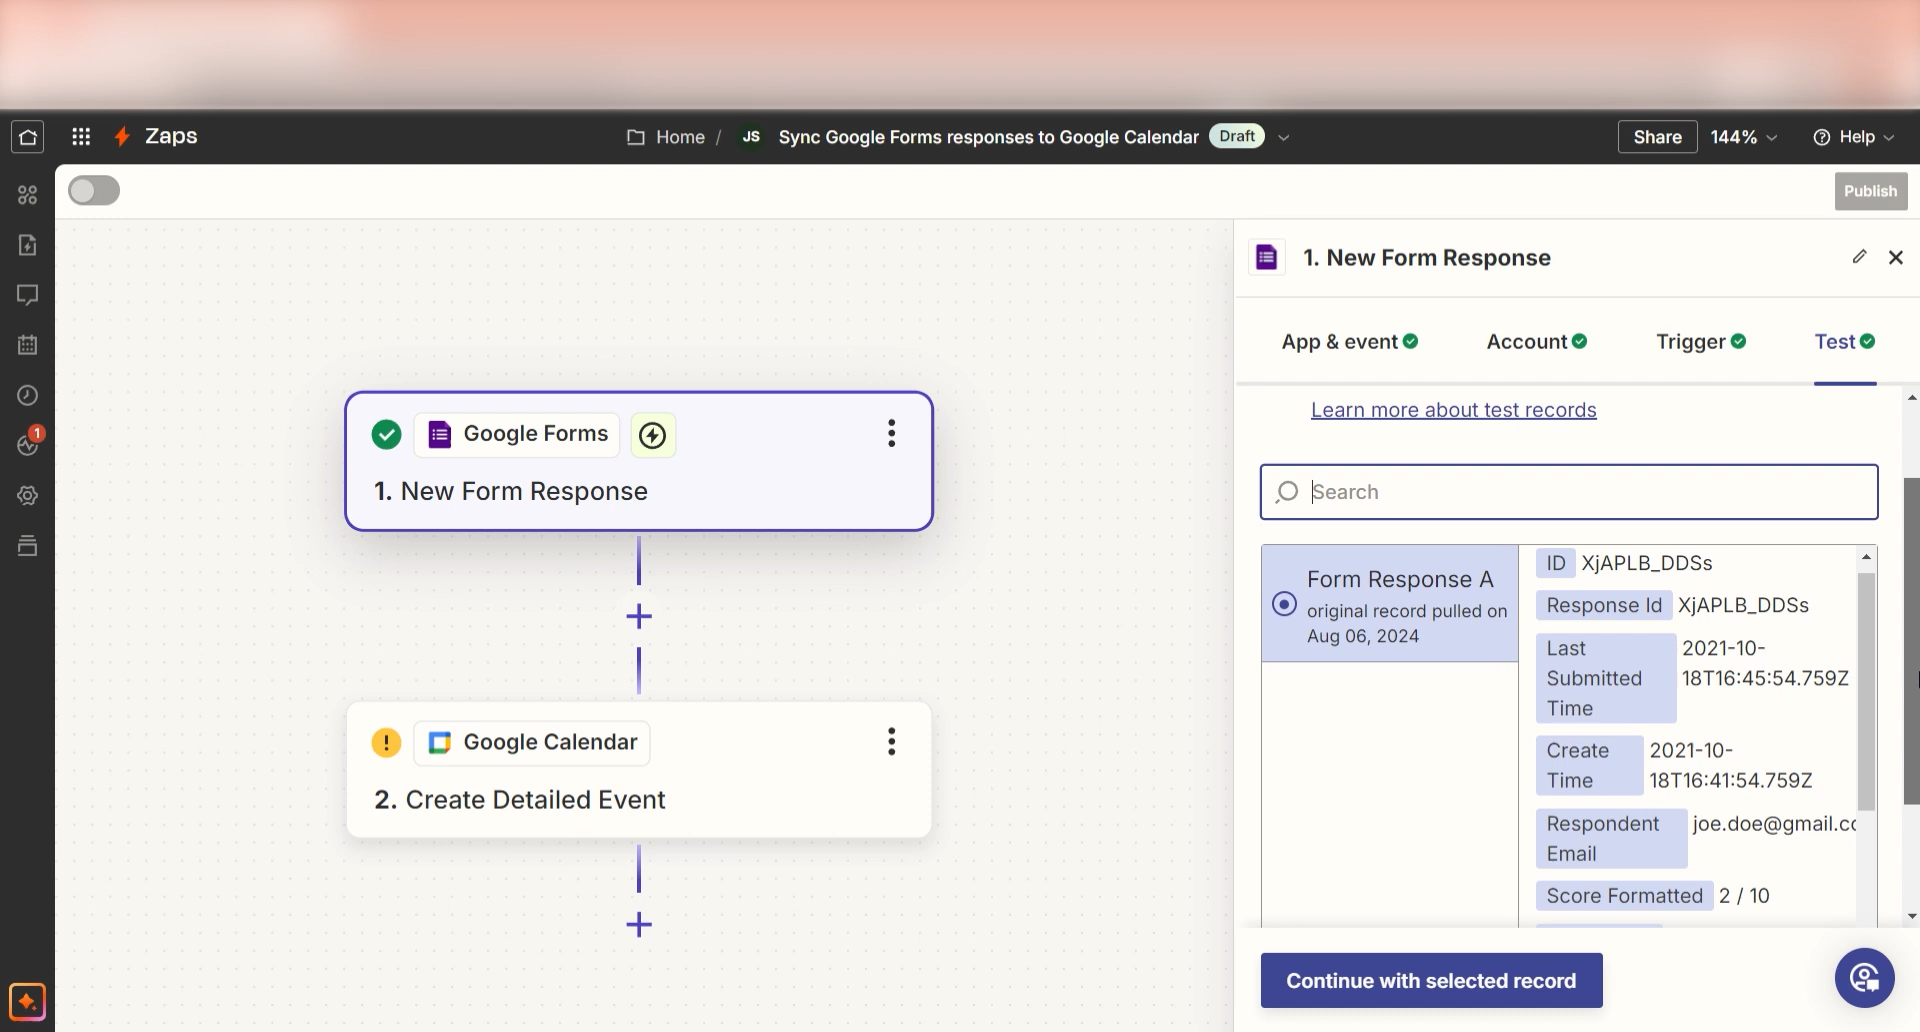 Zaps
Home / JS Sync Google Forms responses to Google Calendar Draft
Share 144% Help
Publish
1
1. New Form Response
App & event Account Trigger Test
Learn more about test records
Search
Form Response A
original record pulled on
Aug 06, 2024
ID XjAPLB_DDSs
Response Id XjAPLB_DDSs
Last
Submitted
Time
2021-10-
18T16:45:54.759Z
Create
Time
2021-10-
18T16:41:54.759Z
Respondent
Email
joe.doe@gmail.co
Score Formatted 2 / 10
Continue with selected record
Google Forms
1. New Form Response
Google Calendar
2. Create Detailed Event